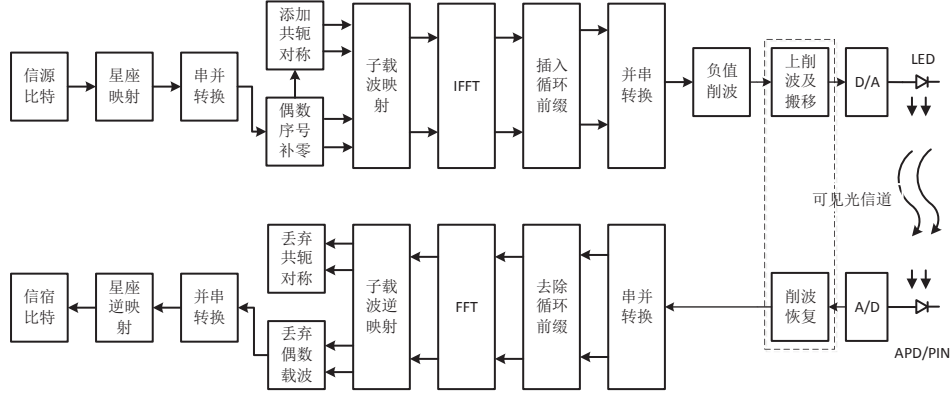 添加
共轭
对称
信源
比特
星座
映射
串并
转换
偶数
序号
补零
子载
波映
射
IFFT
插入
循环
前缀
并串
转换
负值
削波
上削
波及
搬移
D/A
LED
可见光信道
信宿
比特
星座
逆映
射
并串
转换
丢弃
共轭
对称
丢弃
偶数
载波
子载
波逆
映射
FFT
去除
循环
前缀
串并
转换
削波
恢复
A/D
APD/PIN